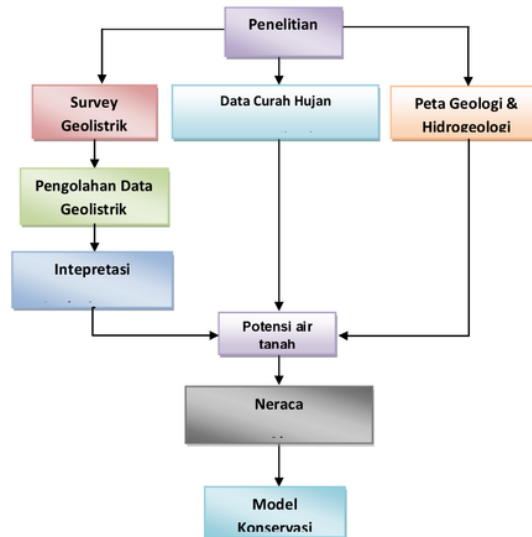 Penelitian
Survey
Geolistrik
Data Curah Hujan
Peta Geologi &
Hidrogeologi
Pengolahan Data
Geolistrik
Intepretasi
Potensi air
tanah
Neraca
Model
Konservasi